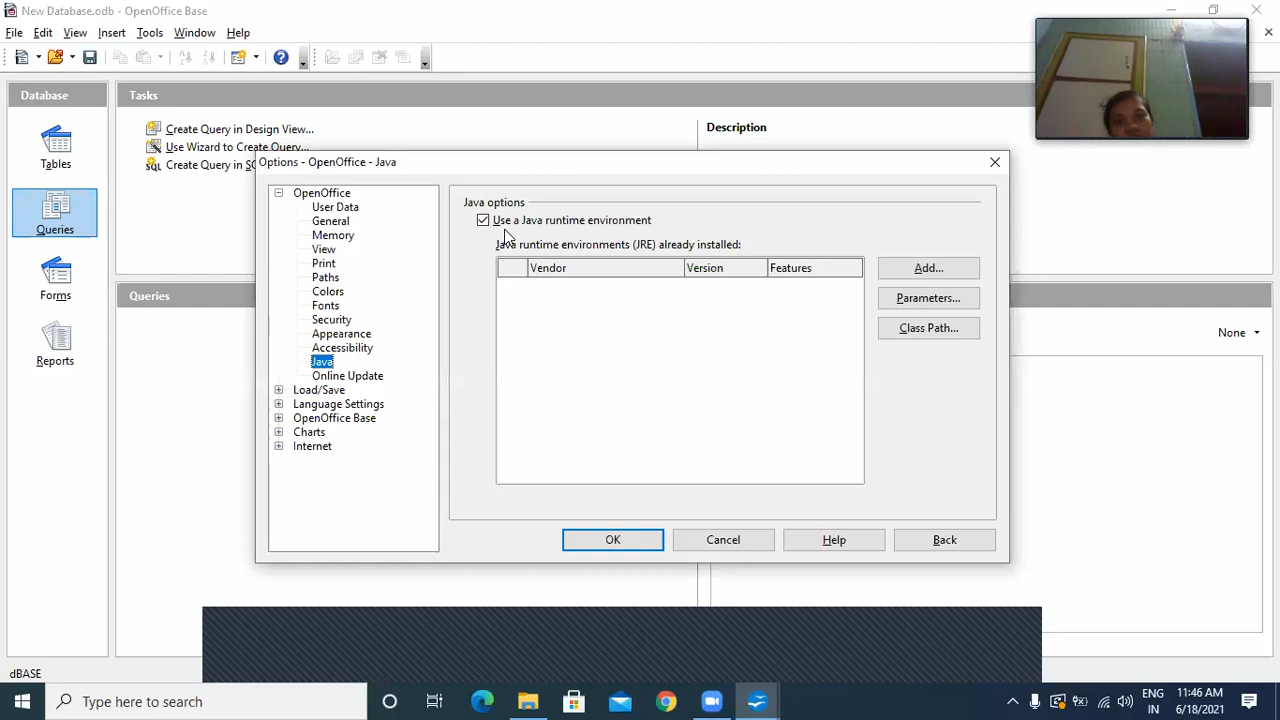 New Database.odb - OpenOffice Base
File Edit View Insert Tools Window Help
Database
Tables
Queries
Forms
Reports
Tasks
Create Query in Design View...
Use Wizard to Create Query...
Create Query in S
Description
Queries
None
Options - OpenOffice - Java
OpenOffice
User Data
General
Memory
View
Print
Paths
Colors
Fonts
Security
Appearance
Accessibility
Java
Online Update
Load/Save
Language Settings
OpenOffice Base
Charts
Internet
Java options
Use a Java runtime environment
Java runtime environments (JRE) already installed:
Vendor Version Features
Add...
Parameters...
Class Path...
OK Cancel Help Back
dBASE
Type here to search
ENG
IN
11:46 AM
6/18/2021